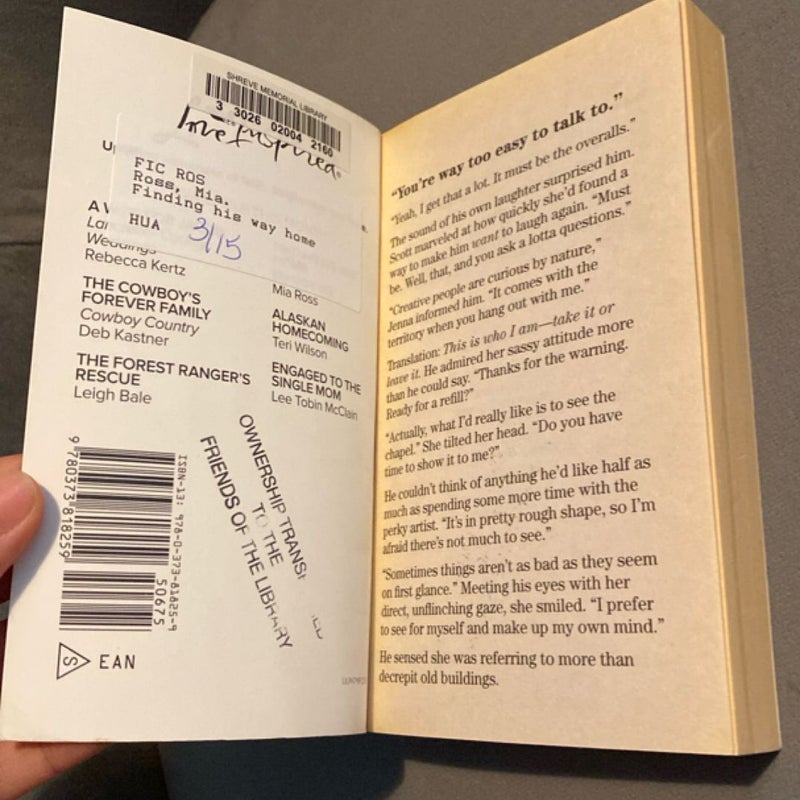 SHREVE MEMORIAL LIBRARY
3 3026 02004 2160
love inspired®
FIC ROS
Ross, Mia.
Finding his way home
HUA 3/15
Weddings
Rebecca Kertz
THE COWBOY'S
FOREVER FAMILY
Cowboy Country
Deb Kastner
THE FOREST RANGER'S
RESCUE
Leigh Bale
Mia Ross
ALASKAN
HOMECOMING
Teri Wilson
ENGAGED TO THE
SINGLE MOM
Lee Tobin McClain
OWNERSHIP
TO THE
FRIENDS OF THE LIBRARY
9 780373 818259
ISBN-13: 978-0-373-81825-9
50675
S EAN
"You're way too easy to talk to."
"Yeah, I get that a lot. It must be the overalls."
The sound of his own laughter surprised him.
Scott marveled at how quickly she'd found a
way to make him want to laugh again. "Must
be. Well, that, and you ask a lotta questions."
"Creative people are curious by nature,"
Jenna informed him. "It comes with the
territory when you hang out with me."
Translation: This is who I am—take it or
leave it. He admired her sassy attitude more
than he could say. "Thanks for the warning.
Ready for a refill?"
"Actually, what I'd really like is to see the
chapel." She tilted her head. "Do you have
time to show it to me?"
He couldn't think of anything he'd like half as
much as spending some more time with the
perky artist. "It's in pretty rough shape, so I'm
afraid there's not much to see."
"Sometimes things aren't as bad as they seem
on first glance." Meeting his eyes with her
direct, unflinching gaze, she smiled. "I prefer
to see for myself and make up my own mind."
He sensed she was referring to more than
decrepit old buildings.